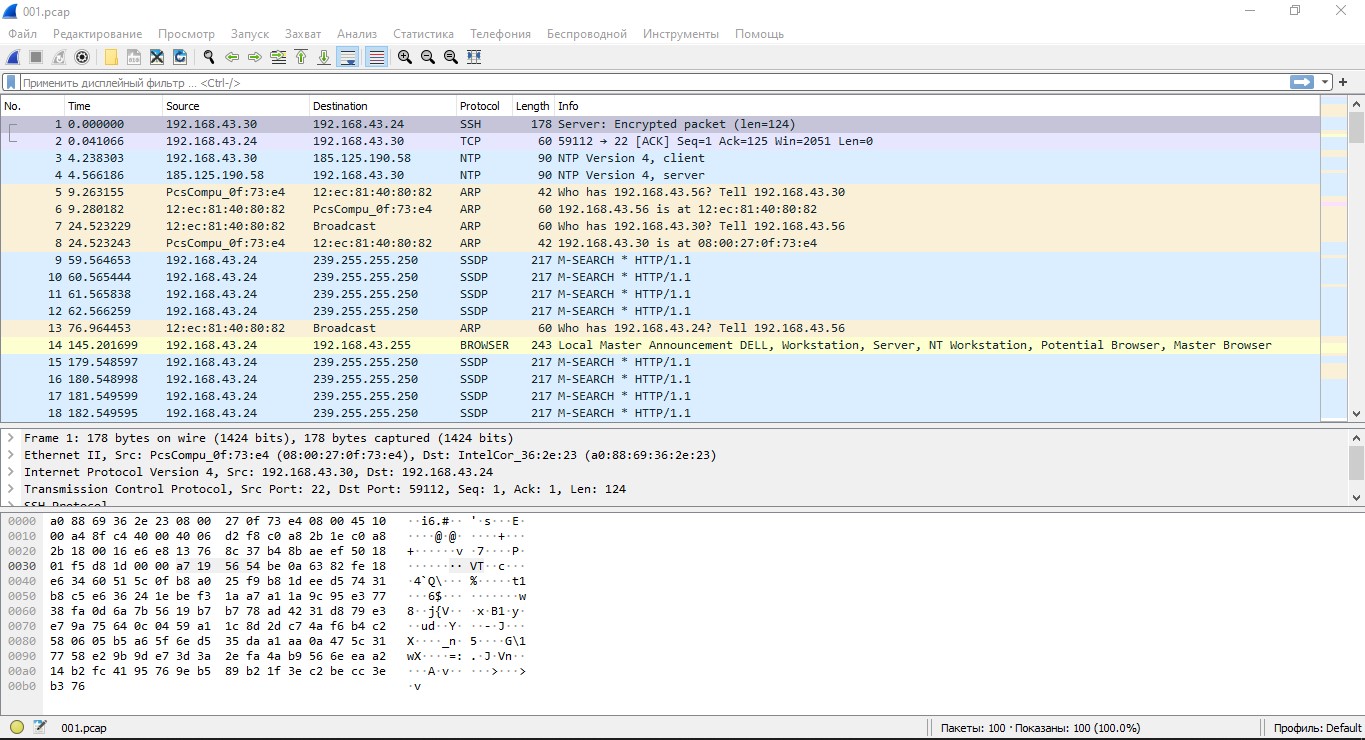 001.pcap
Файл Редактирование Просмотр Запуск Захват Анализ Статистика Телефония Беспроводной Инструменты Помощь
Применить дисплейный фильтр ... <Ctrl-/>
No. Time Source Destination Protocol Length Info
1 0.000000 192.168.43.30 192.168.43.24 SSH 178 Server: Encrypted packet (len=124)
2 0.041066 192.168.43.24 192.168.43.30 TCP 60 59112 → 22 [ACK] Seq=1 Ack=125 Win=2051 Len=0
3 4.238303 192.168.43.30 185.125.190.58 NTP 90 NTP Version 4, client
4 4.566186 185.125.190.58 192.168.43.30 NTP 90 NTP Version 4, server
5 9.263155 PcsCompu_0f:73:e4 12:ec:81:40:80:82 ARP 42 Who has 192.168.43.56? Tell 192.168.43.30
6 9.280182 12:ec:81:40:80:82 PcsCompu_0f:73:e4 ARP 60 192.168.43.56 is at 12:ec:81:40:80:82
7 24.523229 12:ec:81:40:80:82 Broadcast ARP 60 Who has 192.168.43.30? Tell 192.168.43.56
8 24.523243 PcsCompu_0f:73:e4 12:ec:81:40:80:82 ARP 42 192.168.43.30 is at 08:00:27:0f:73:e4
9 59.564653 192.168.43.24 239.255.255.250 SSDP 217 M-SEARCH * HTTP/1.1
10 60.565444 192.168.43.24 239.255.255.250 SSDP 217 M-SEARCH * HTTP/1.1
11 61.565838 192.168.43.24 239.255.255.250 SSDP 217 M-SEARCH * HTTP/1.1
12 62.566259 192.168.43.24 239.255.255.250 SSDP 217 M-SEARCH * HTTP/1.1
13 76.964453 12:ec:81:40:80:82 Broadcast ARP 60 Who has 192.168.43.24? Tell 192.168.43.56
14 145.201699 192.168.43.24 192.168.43.255 BROWSER 243 Local Master Announcement DELL, Workstation, Server, NT Workstation, Potential Browser, Master Browser
15 179.548597 192.168.43.24 239.255.255.250 SSDP 217 M-SEARCH * HTTP/1.1
16 180.548998 192.168.43.24 239.255.255.250 SSDP 217 M-SEARCH * HTTP/1.1
17 181.549599 192.168.43.24 239.255.255.250 SSDP 217 M-SEARCH * HTTP/1.1
18 182.549595 192.168.43.24 239.255.255.250 SSDP 217 M-SEARCH * HTTP/1.1
Frame 1: 178 bytes on wire (1424 bits), 178 bytes captured (1424 bits)
Ethernet II, Src: PcsCompu_0f:73:e4 (08:00:27:0f:73:e4), Dst: IntelCor_36:2e:23 (a0:88:69:36:2e:23)
Internet Protocol Version 4, Src: 192.168.43.30, Dst: 192.168.43.24
Transmission Control Protocol, Src Port: 22, Dst Port: 59112, Seq: 1, Ack: 1, Len: 124
SSH Protocol
0000 a0 88 69 36 2e 23 08 00 27 0f 73 e4 08 00 45 10 ··i6.#·· '·s···E·
0010 00 a4 8f c4 40 00 40 06 d2 f8 c0 a8 2b 1e c0 a8 ····@·@· ····+···
0020 2b 18 00 16 e6 e8 13 76 8c 37 b4 8b ae ef 50 18 +······v ·7····P·
0030 01 f5 d8 1d 00 00 a7 19 56 54 be 0a 63 82 fe 18 ········ VT··c···
0040 e6 34 60 51 5c 0f b8 a0 25 f9 b8 1d ee d5 74 31 ·4`Q\··· %·····t1
0050 b8 c5 e6 36 24 1e be f3 1a a7 a1 1a 9c 95 e3 77 ···6$··· ·······w
0060 38 fa 0d 6a 7b 56 19 b7 b7 78 ad 42 31 d8 79 e3 8··j{V·· ·x·B1·y·
0070 e7 9a 75 64 0c 04 59 a1 1c 8d 2d c7 4a f6 b4 c2 ··ud··Y· ··-·J···
0080 58 06 05 b5 a6 5f 6e d5 35 da a1 aa 0a 47 5c 31 X····_n· 5····G\1
0090 77 58 e2 9b 9d e7 3d 3a 2e fa 4a b9 56 6e ea a2 wX····=: .·J·Vn··
00a0 14 b2 fc 41 95 76 9e b5 89 b2 1f 3e c2 be cc 3e ···A·v·· ···>···>
00b0 b3 76 ·v
001.pcap Пакеты: 100 · Показаны: 100 (100.0%) Профиль: Default